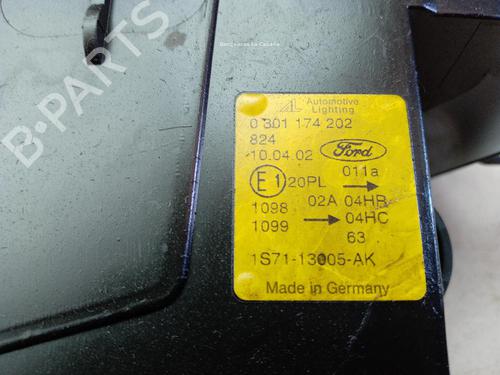 B-PARTS
AL Automotive
Lighting
0 301 174 202
824
10.04.02
Ford
011a
E1 20PL
1098 02A 04HR
1099 04HC
63
1S71-13005-AK
Made in Germany